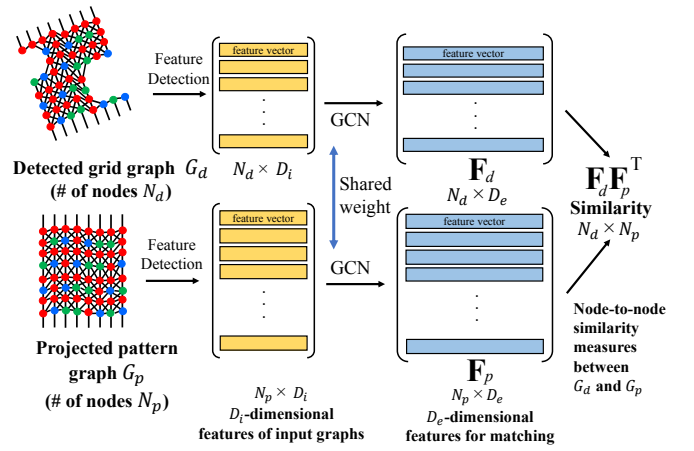 Feature
Detection
feature vector
. . .
GCN
feature vector
. . .
Detected grid graph G_d
(# of nodes N_d)
N_d × D_i
F_d
N_d × D_e
Shared
weight
F_d F_p^T
Similarity
N_d × N_p
Feature
Detection
feature vector
. . .
GCN
feature vector
. . .
Projected pattern
graph G_p
(# of nodes N_p)
N_p × D_i
D_i-dimensional
features of input graphs
F_p
N_p × D_e
D_e-dimensional
features for matching
Node-to-node
similarity
measures
between
G_d and G_p